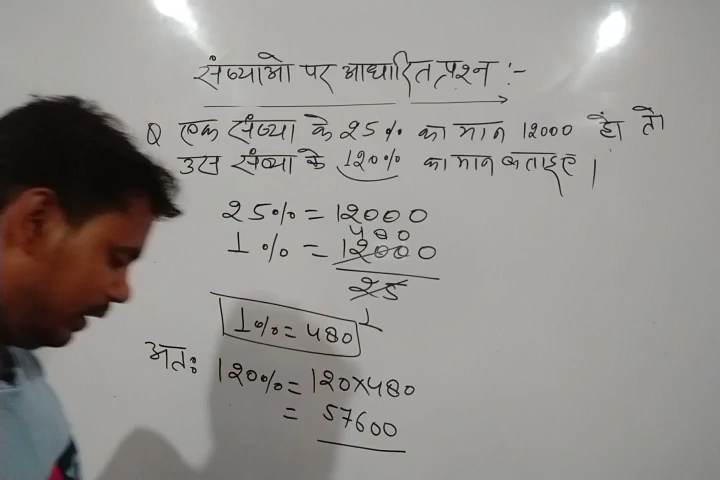 संख्याओ पर आधारित प्रश्न :-
Q एक संख्या के 25% का मान 12000 हो तो
उस संख्या के 120% का मान बताइए ।
25% = 12000
480
1% = 12000
25
1
1% = 480
अतः 120% = 120×480
= 57600